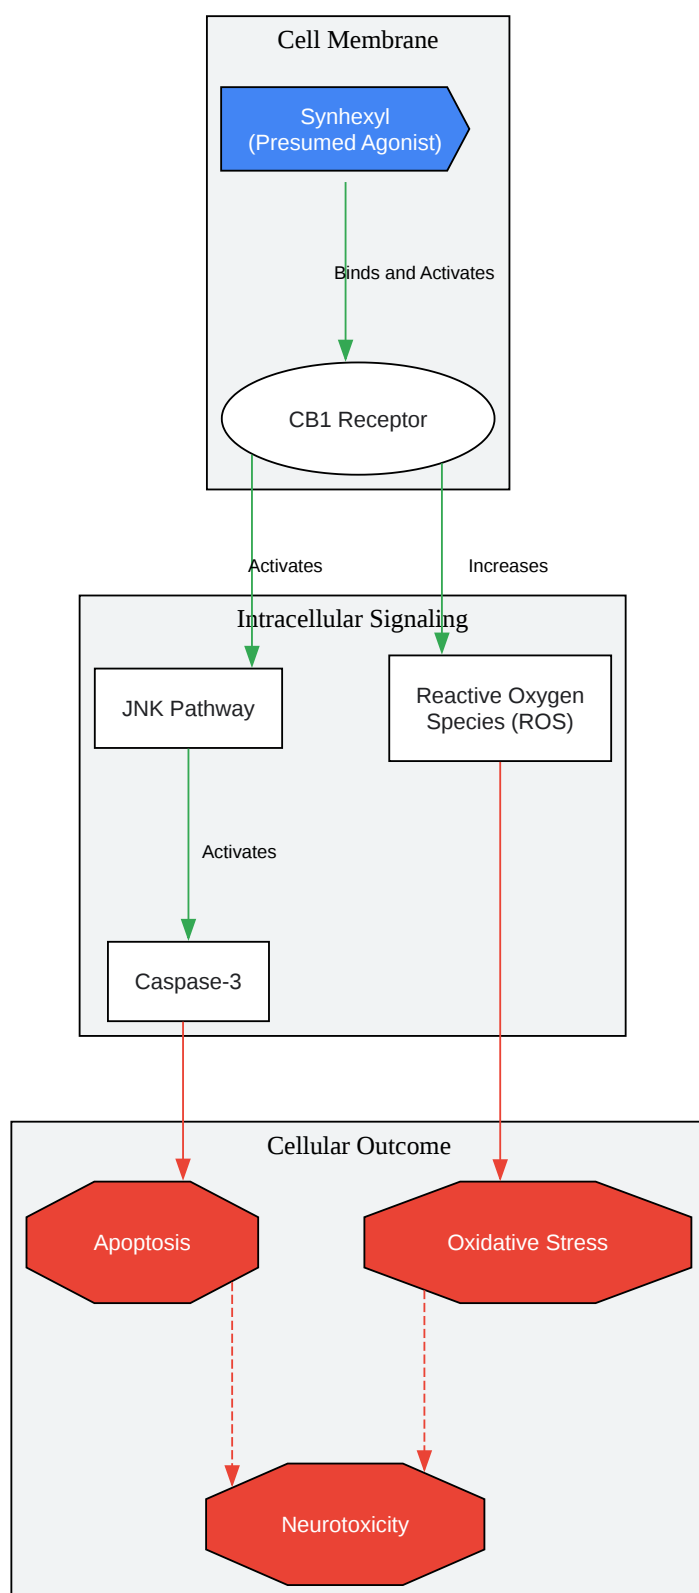 Cell Membrane
Synhexyl
(Presumed Agonist)
Binds and Activates
CB1 Receptor
Activates
Increases
Intracellular Signaling
JNK Pathway
Reactive Oxygen
Species (ROS)
Activates
Caspase-3
Cellular Outcome
Apoptosis
Oxidative Stress
Neurotoxicity